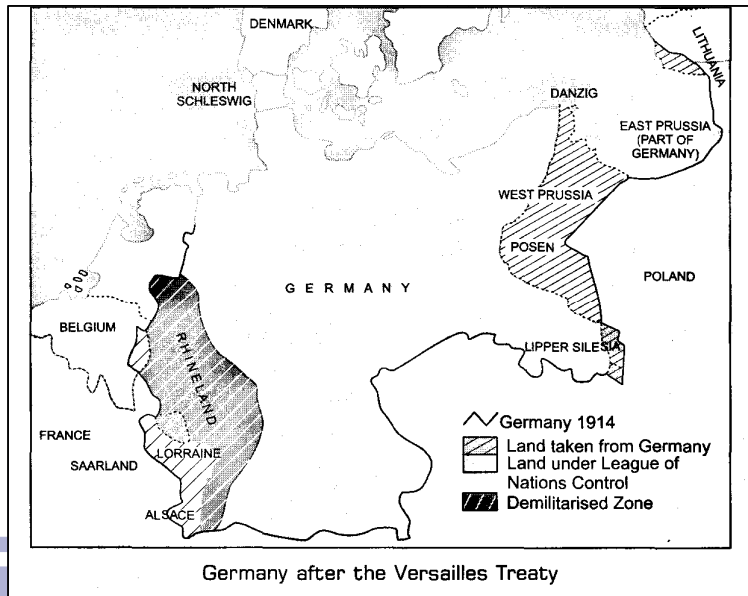 DENMARK
LITHUANIA
NORTH
SCHLESWIG
DANZIG
EAST PRUSSIA
(PART OF
GERMANY)
WEST PRUSSIA
POSEN
GERMANY
POLAND
BELGIUM
RHINELAND
LIPPER SILESIA
FRANCE
SAARLAND
LORRAINE
ALSACE
Germany 1914
Land taken from Germany
Land under League of
Nations Control
Demilitarised Zone
Germany after the Versailles Treaty